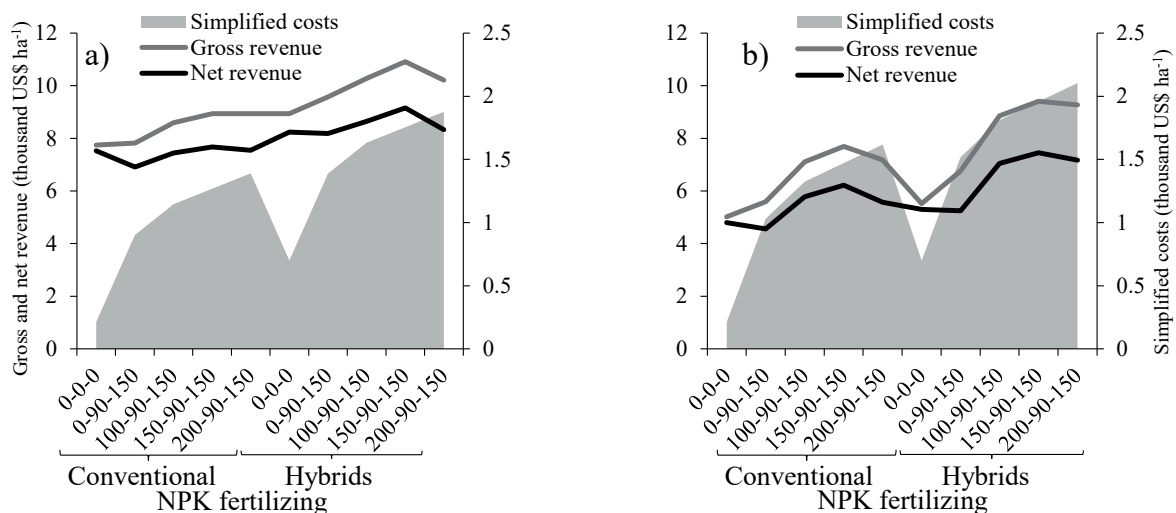 a)
Simplified costs
Gross revenue
Net revenue
Gross and net revenue (thousand US$ ha-1)
12
10
8
6
4
2
0
2.5
2
1.5
1
0.5
0
0-0-0
0-90-150
100-90-150
150-90-150
200-90-150
0-0-0
0-90-150
100-90-150
150-90-150
200-90-150
Conventional
Hybrids
NPK fertilizing
b)
Simplified costs
Gross revenue
Net revenue
12
10
8
6
4
2
0
2.5
2
1.5
1
0.5
0
Simplified costs (thousand US$ ha-1)
0-0-0
0-90-150
100-90-150
150-90-150
200-90-150
0-0-0
0-90-150
100-90-150
150-90-150
200-90-150
Conventional
Hybrids
NPK fertilizing